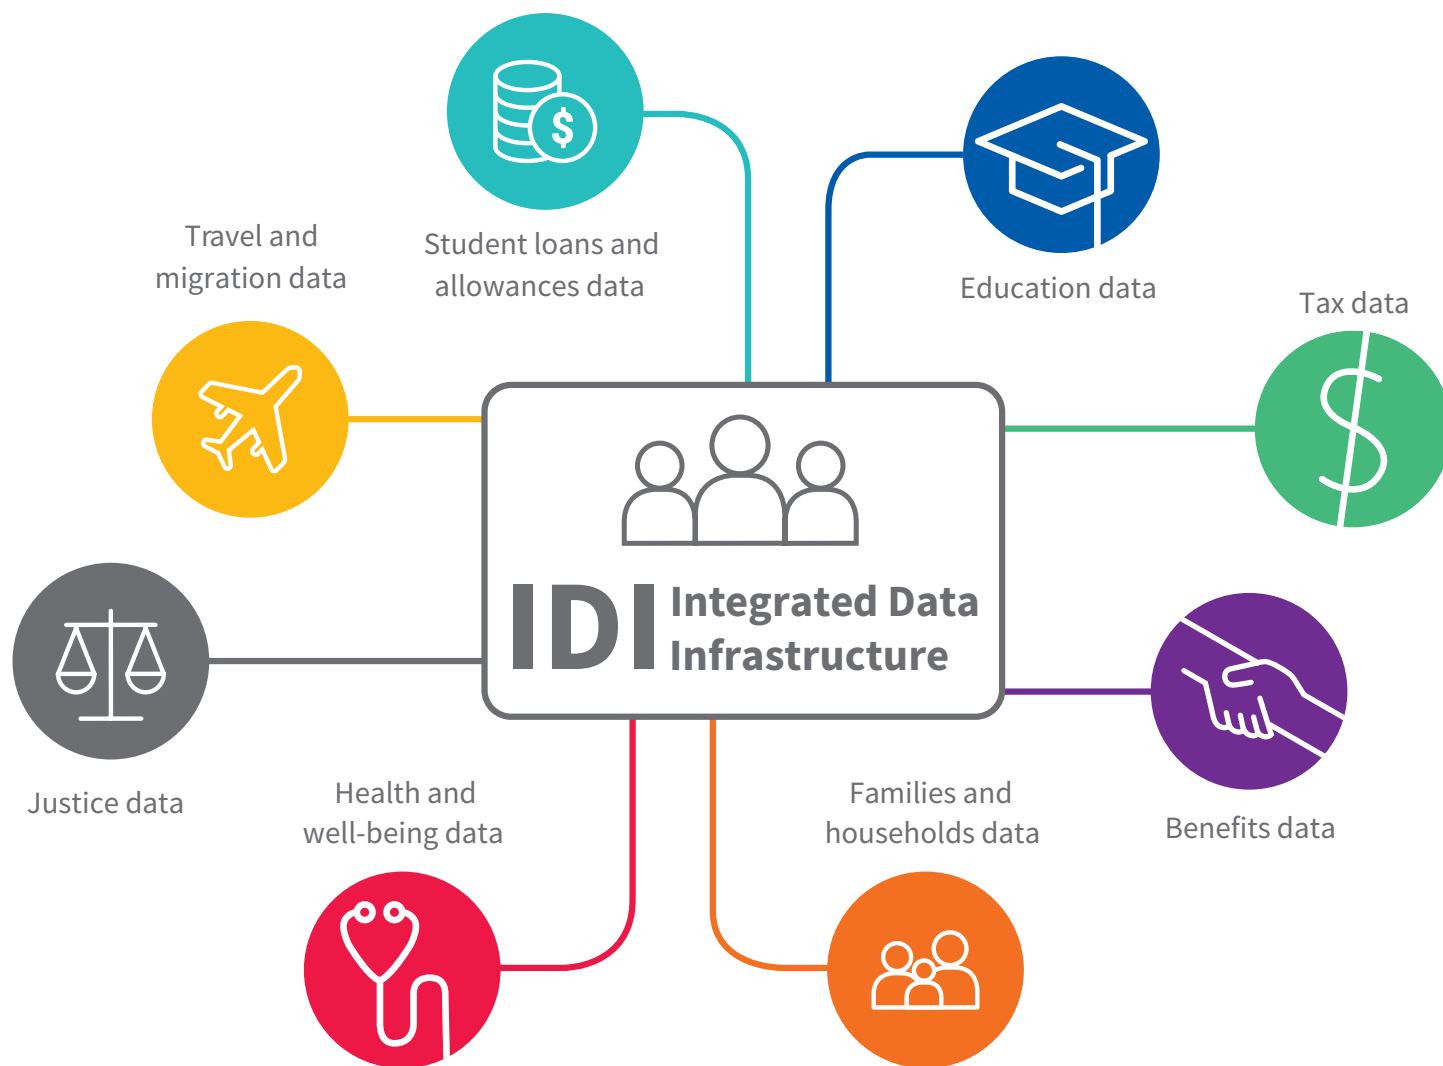 Travel and
migration data
Student loans and
allowances data
$
Education data
Tax data
$
IDI
Integrated Data
Infrastructure
Justice data
Health and
well-being data
Families and
households data
Benefits data